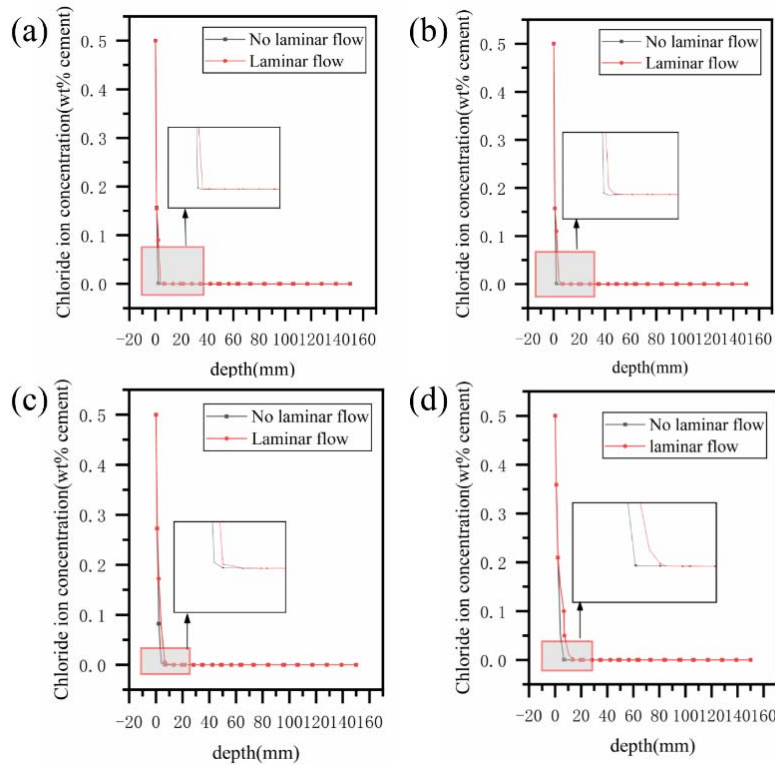 (a)
Chloride ion concentration(wt% cement)
0.5
0.4
0.3
0.2
0.1
0.0
No laminar flow
Laminar flow
-20 0 20 40 60 80 100120140160
depth(mm)
(b)
Chloride ion concentration(wt% cement)
0.5
0.4
0.3
0.2
0.1
0.0
No laminar flow
Laminar flow
-20 0 20 40 60 80 100120140160
depth(mm)
(c)
Chloride ion concentration(wt% cement)
0.5
0.4
0.3
0.2
0.1
0.0
No laminar flow
Laminar flow
-20 0 20 40 60 80 100120140160
depth(mm)
(d)
Chloride ion concentration(wt% cement)
0.5
0.4
0.3
0.2
0.1
0.0
No laminar flow
laminar flow
-20 0 20 40 60 80 100120140160
depth(mm)